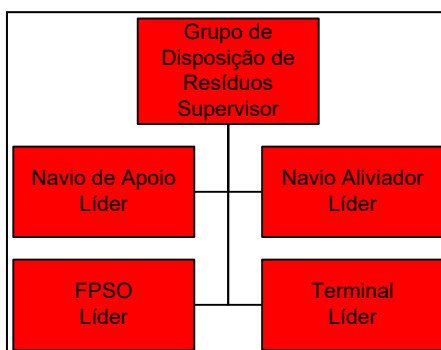 Grupo de
Disposição de
Resíduos
Supervisor
Navio de Apoio
Líder
Navio Aliviador
Líder
FPSO
Líder
Terminal
Líder